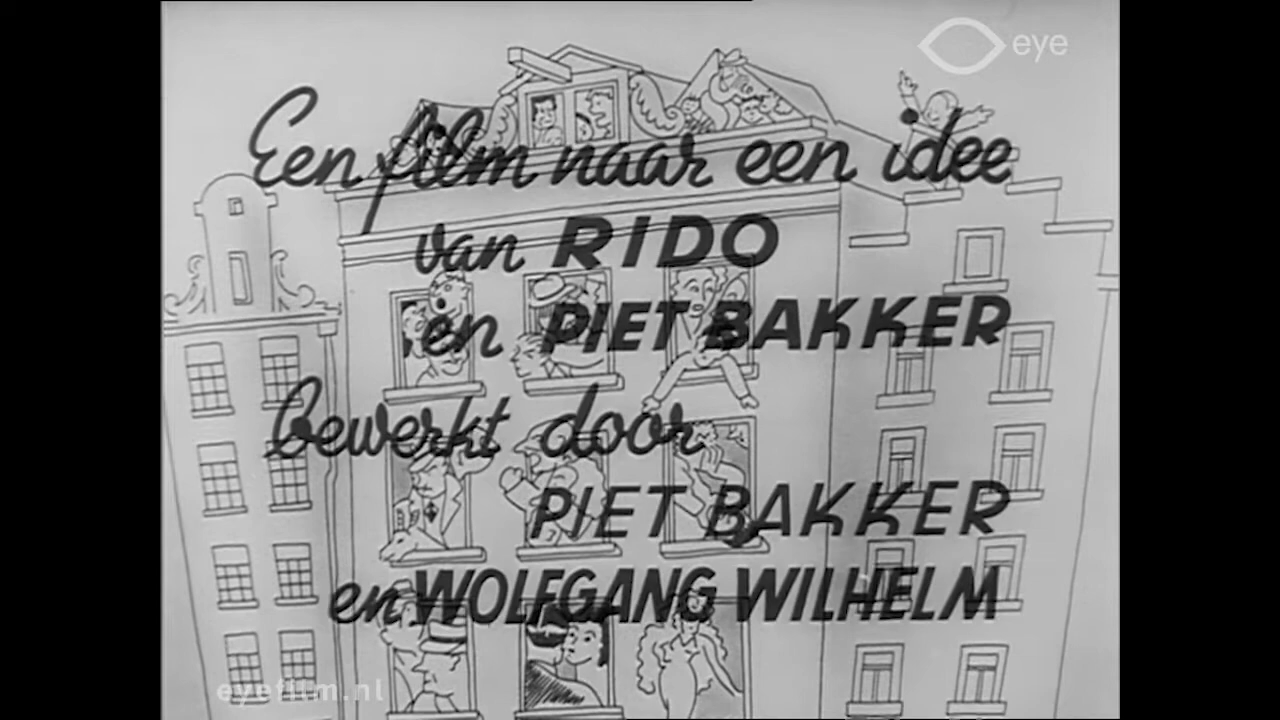 eye
Een film naar een idee
van RIDO
en PIET BAKKER
bewerkt door
PIET BAKKER
en WOLFGANG WILHELM
eyefilm.nl